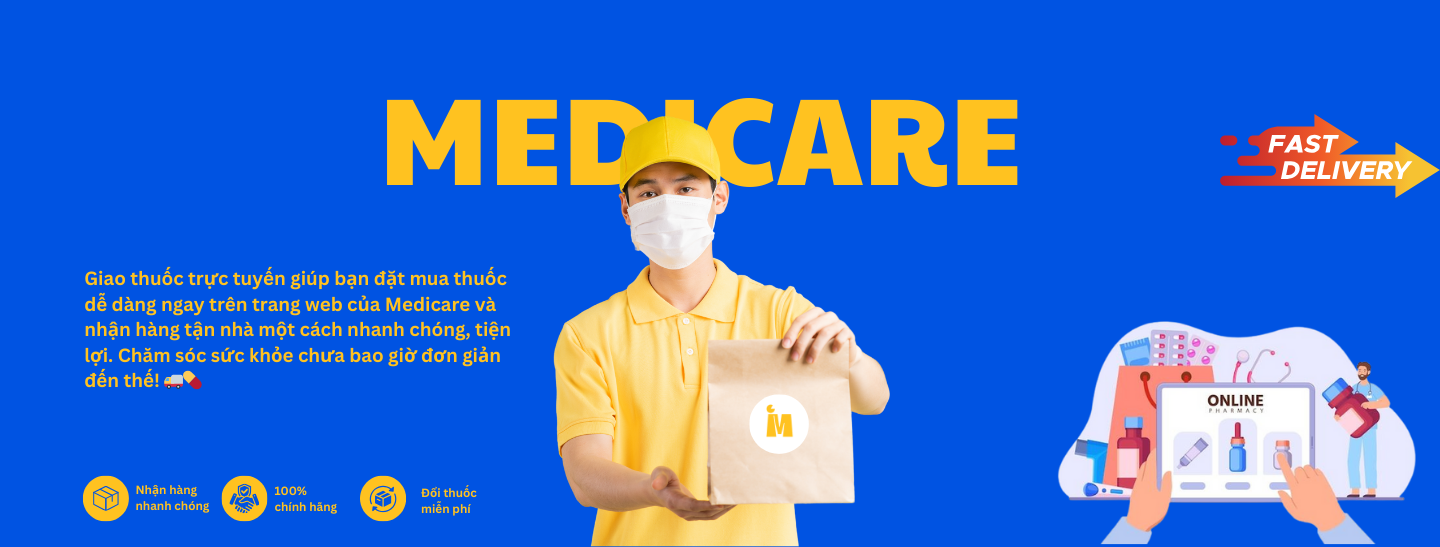 MEDICARE
FAST
DELIVERY
Giao thuốc trực tuyến giúp bạn đặt mua thuốc
dễ dàng ngay trên trang web của Medicare và
nhận hàng tận nhà một cách nhanh chóng, tiện
lợi. Chăm sóc sức khỏe chưa bao giờ đơn giản
đến thế! 🚚💊
M
ONLINE
PHARMACY
Nhận hàng
nhanh chóng
100%
chính hãng
Đổi thuốc
miễn phí